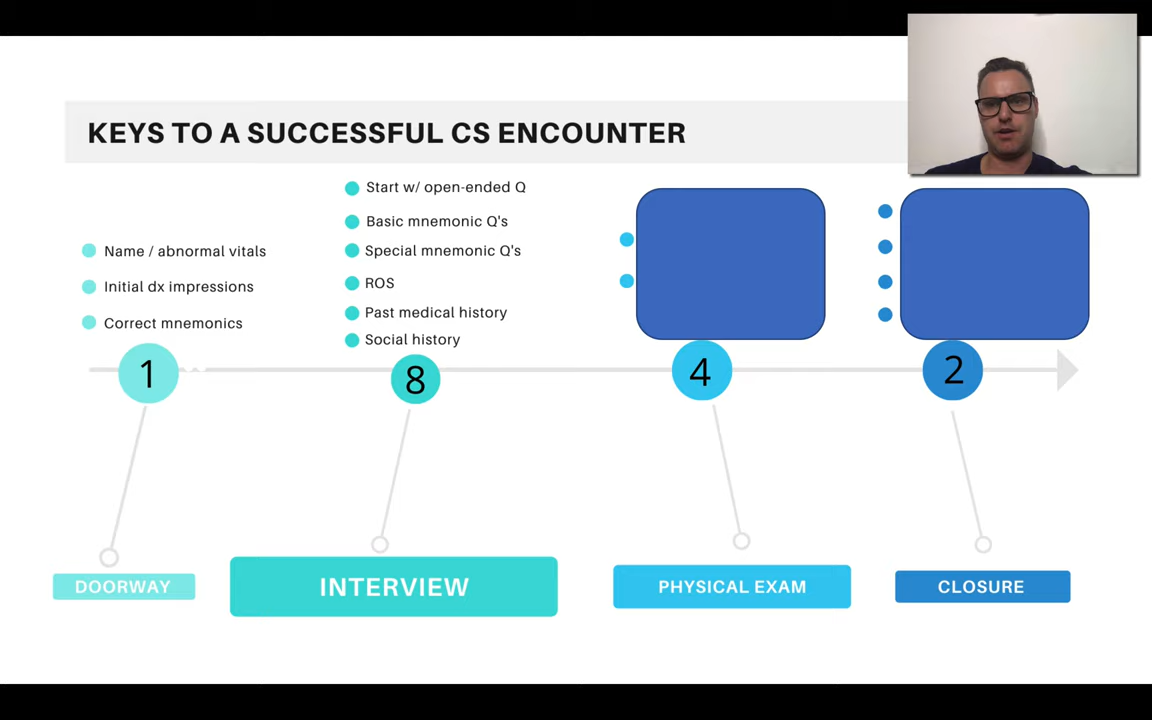 KEYS TO A SUCCESSFUL CS ENCOUNTER
Name / abnormal vitals
Initial dx impressions
Correct mnemonics
Start w/ open-ended Q
Basic mnemonic Q's
Special mnemonic Q's
ROS
Past medical history
Social history
1
8
4
2
DOORWAY
INTERVIEW
PHYSICAL EXAM
CLOSURE